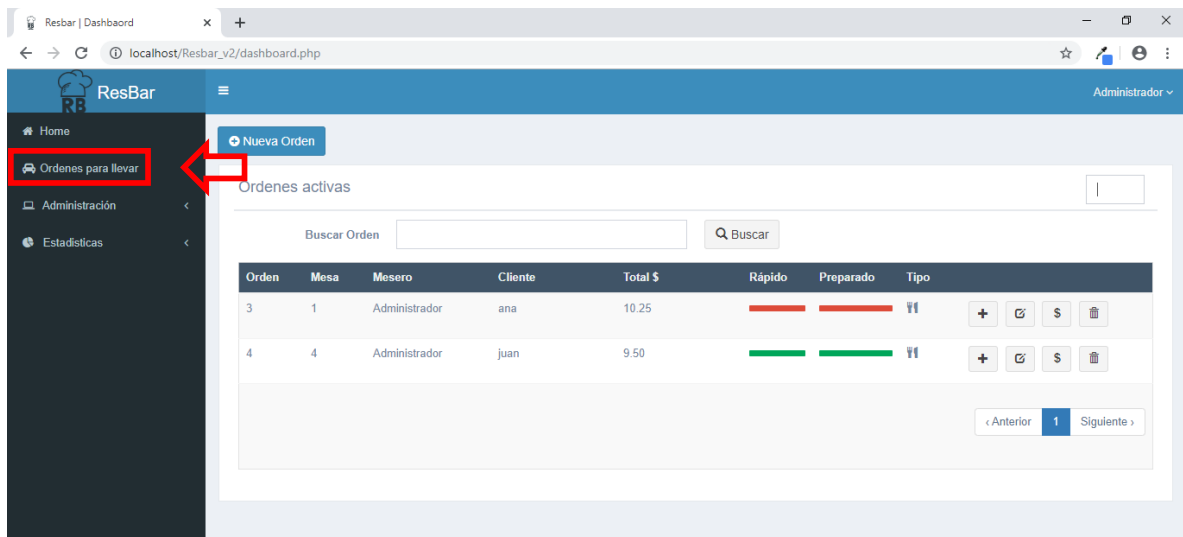 Resbar | Dashbaord
localhost/Resbar_v2/dashboard.php
RB ResBar
Administrador
Home
Nueva Orden
Ordenes para llevar
Ordenes activas
Administración
Buscar Orden Buscar
Estadisticas
Orden Mesa Mesero Cliente Total $ Rápido Preparado Tipo
3 1 Administrador ana 10.25 $
4 4 Administrador juan 9.50 $
‹ Anterior 1 Siguiente ›